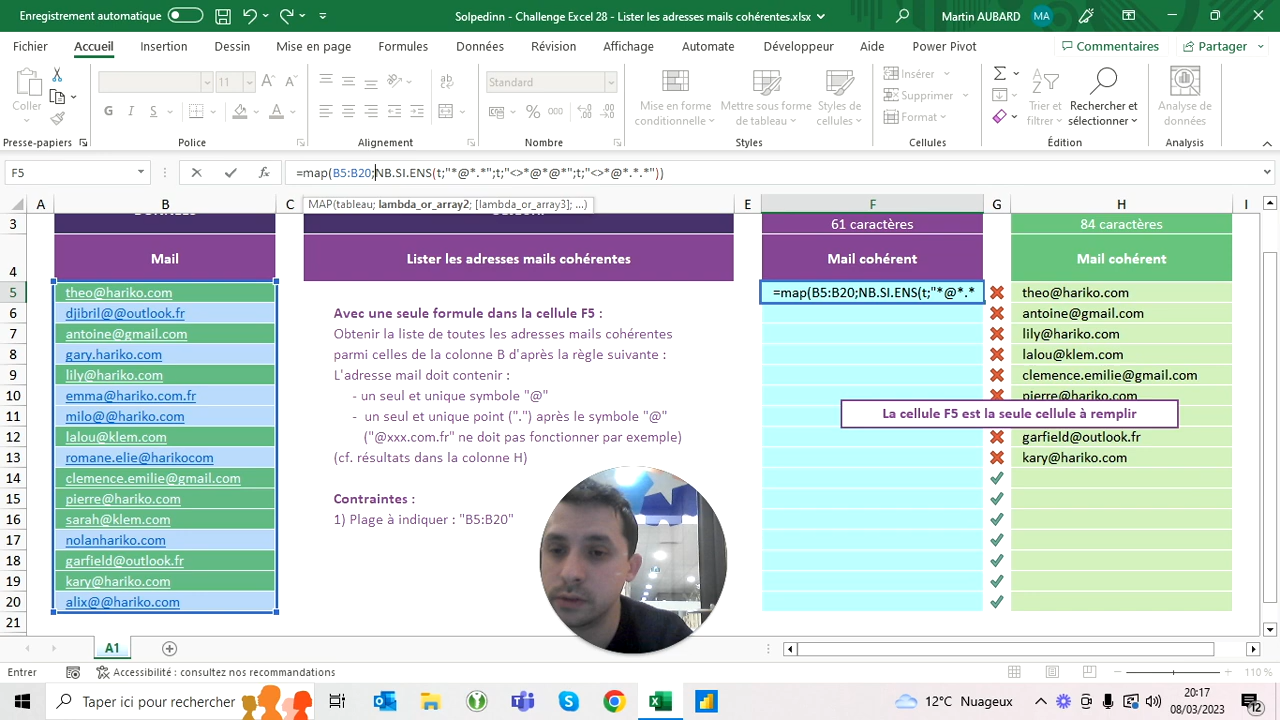 Enregistrement automatique
Solpedinn - Challenge Excel 28 - Lister les adresses mails cohérentes.xlsx
Martin AUBARD
MA
Fichier
Accueil
Insertion
Dessin
Mise en page
Formules
Données
Révision
Affichage
Automate
Développeur
Aide
Power Pivot
Commentaires
Partager
Coller
11
G I S
Standard
Mise en forme conditionnelle
Mettre sous forme de tableau
Styles de cellules
Insérer
Supprimer
Format
Trier et filtrer
Rechercher et sélectionner
Analyse de données
Presse-papiers
Police
Alignement
Nombre
Styles
Cellules
Édition
Analysis
F5
=map(B5:B20;NB.SI.ENS(t;"*@*.*";t;"<>*@*@*";t;"<>*@*.*.*"))
MAP(tableau; lambda_or_array2; [lambda_or_array3]; ...)
A B C E F G H I
3
61 caractères
84 caractères
4
Mail
Lister les adresses mails cohérentes
Mail cohérent
Mail cohérent
5
theo@hariko.com
=map(B5:B20;NB.SI.ENS(t;"*@*.*
theo@hariko.com
6
djibril@@outlook.fr
Avec une seule formule dans la cellule F5 :
antoine@gmail.com
7
antoine@gmail.com
Obtenir la liste de toutes les adresses mails cohérentes
lily@hariko.com
8
gary.hariko.com
parmi celles de la colonne B d'après la règle suivante :
lalou@klem.com
9
lily@hariko.com
L'adresse mail doit contenir :
clemence.emilie@gmail.com
10
emma@hariko.com.fr
- un seul et unique symbole "@"
pierre@hariko.com
11
milo@@hariko.com
- un seul et unique point (".") après le symbole "@"
La cellule F5 est la seule cellule à remplir
12
lalou@klem.com
("@xxx.com.fr" ne doit pas fonctionner par exemple)
garfield@outlook.fr
13
romane.elie@harikocom
(cf. résultats dans la colonne H)
kary@hariko.com
14
clemence.emilie@gmail.com
15
pierre@hariko.com
Contraintes :
16
sarah@klem.com
1) Plage à indiquer : "B5:B20"
17
nolanhariko.com
18
garfield@outlook.fr
19
kary@hariko.com
20
alix@@hariko.com
21
A1
Entrer
Accessibilité : consultez nos recommandations
110 %
Taper ici pour rechercher
12°C Nuageux
20:17
08/03/2023